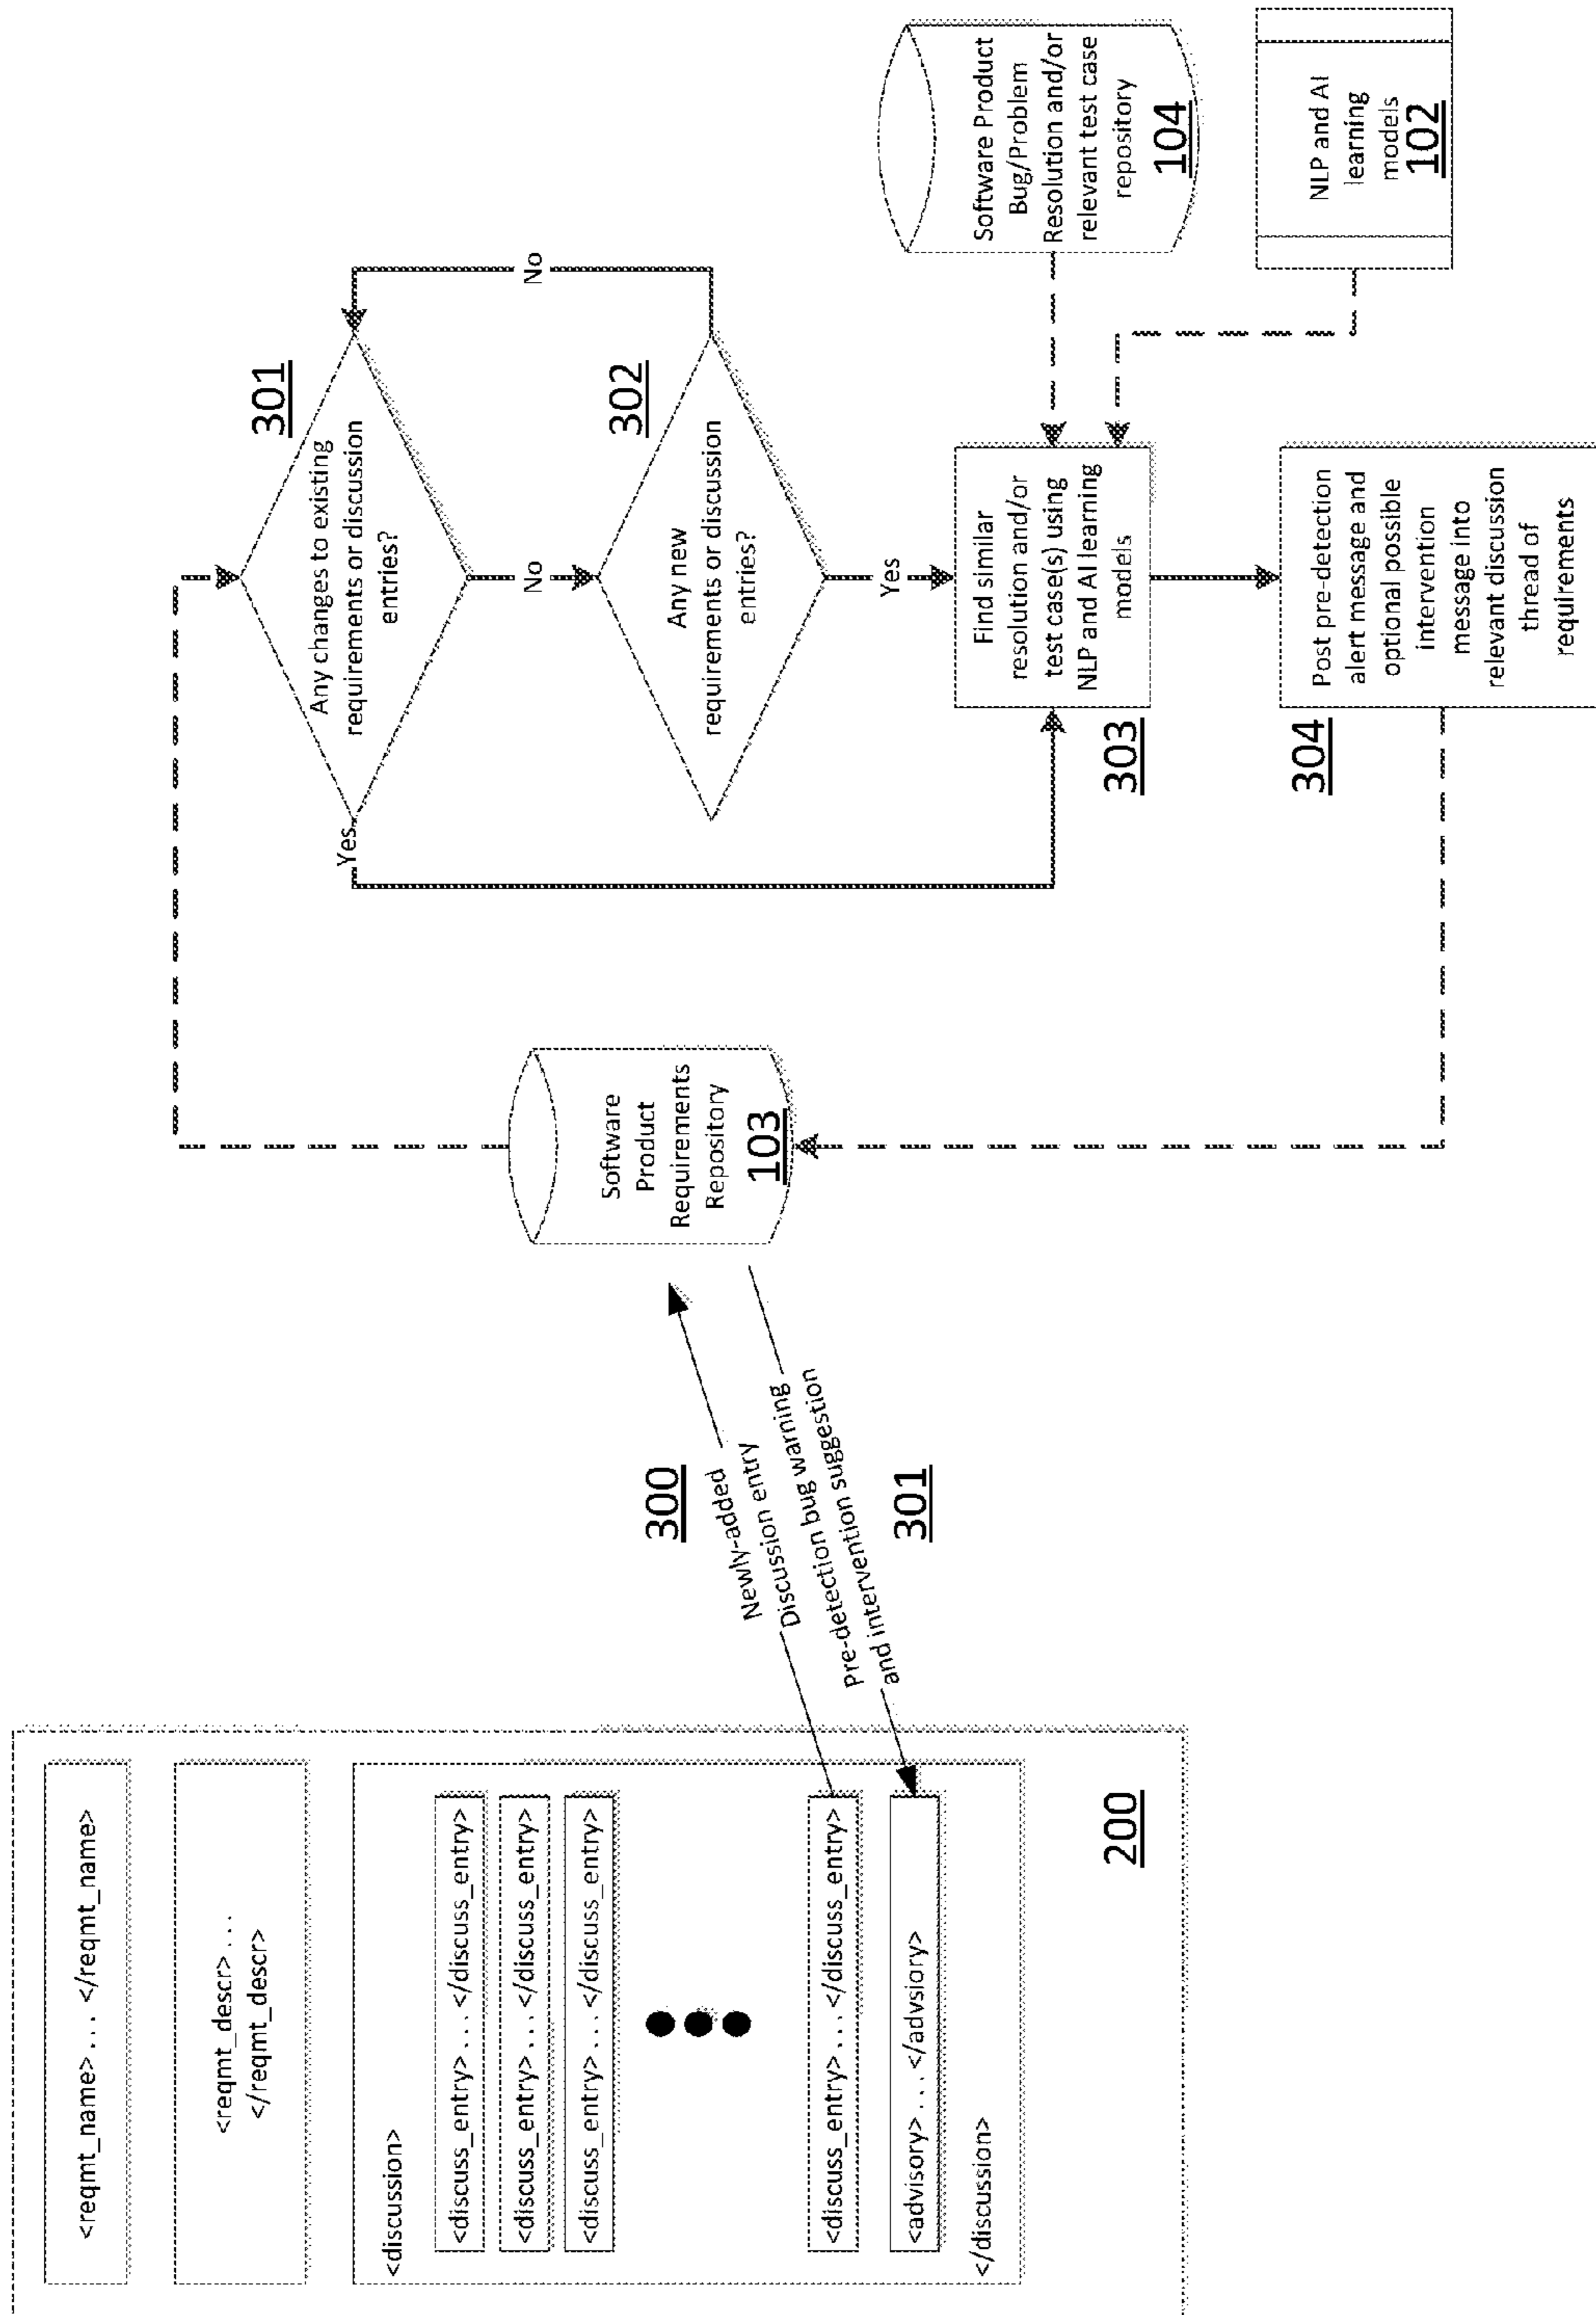 <reqmt_name>... </reqmt_name>
<reqmt_descr>...
</reqmt_descr>
<discussion>
<discuss_entry>... </discuss_entry>
<discuss_entry>... </discuss_entry>
<discuss_entry>... </discuss_entry>
<discuss_entry>... </discuss_entry>
<advisory>... </advsiory>
</discussion>
200
300
Newly-added
Discussion entry
Discussion bug warning
Pre-detection bug suggestion
and intervention suggestion
301
Software
Product
Requirements
Repository
103
301
Any changes to existing
requirements or discussion
entries?
Yes
No
302
Any new
requirements or discussion
entries?
No
Yes
Find similar
resolution and/or
test case(s) using
NLP and AI learning
models
303
Post pre-detection
alert message and
optional possible
intervention
message into
relevant discussion
thread of
requirements
304
Software Product
Bug/Problem
Resolution and/or
relevant test case
repository
104
NLP and AI
learning
models
102